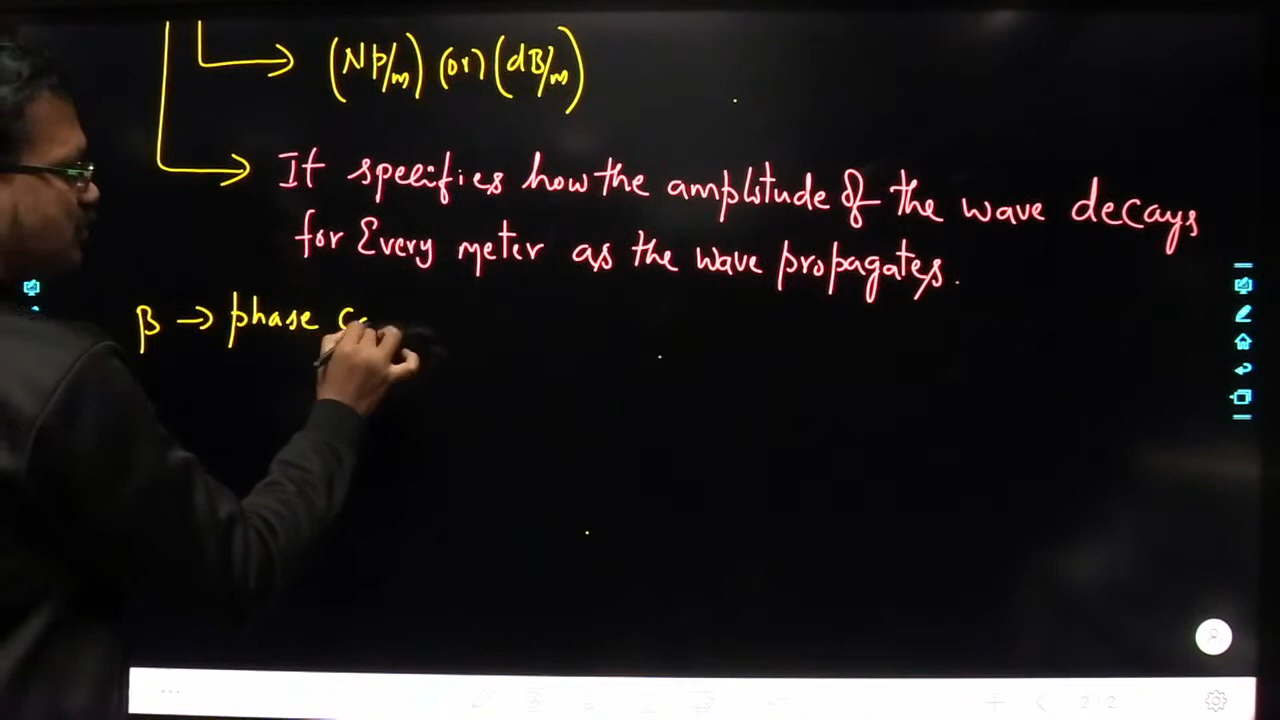 (Np/m) (or) (dB/m)
It specifies how the amplitude of the wave decays
for Every meter as the wave propagates.
β → phase